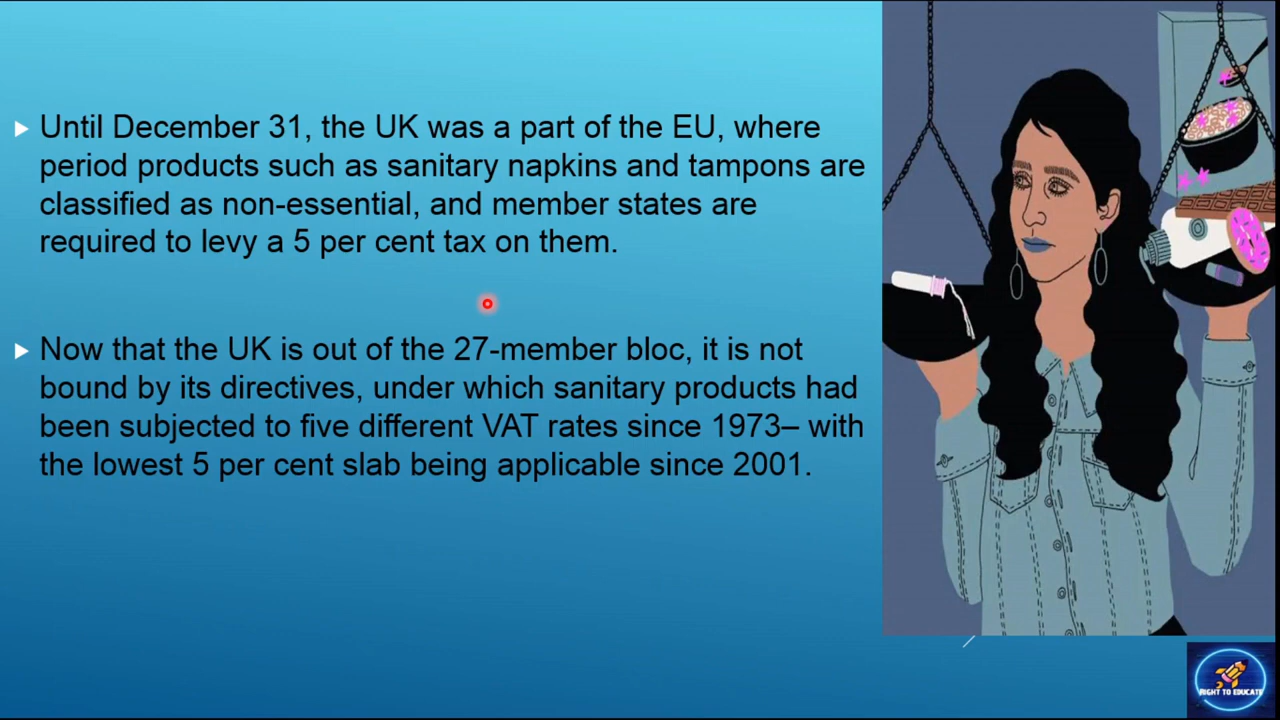 Until December 31, the UK was a part of the EU, where
period products such as sanitary napkins and tampons are
classified as non-essential, and member states are
required to levy a 5 per cent tax on them.
Now that the UK is out of the 27-member bloc, it is not
bound by its directives, under which sanitary products had
been subjected to five different VAT rates since 1973– with
the lowest 5 per cent slab being applicable since 2001.
RIGHT TO EDUCATE